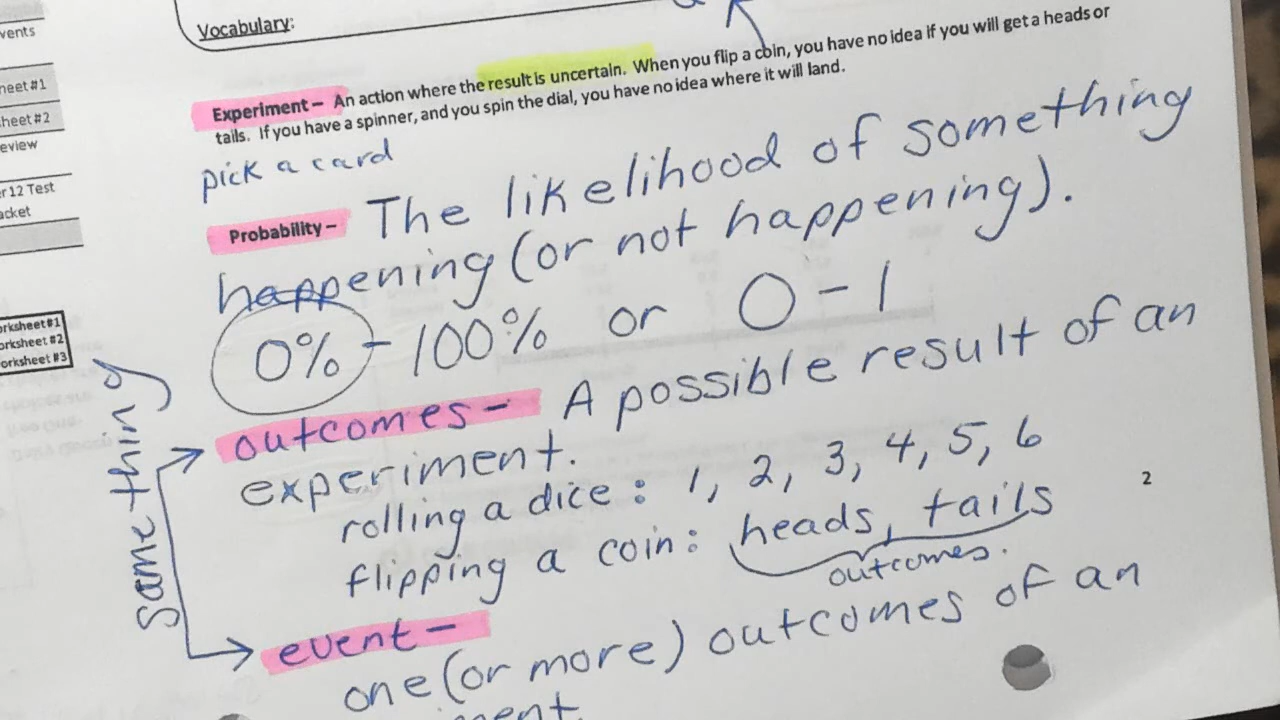 vents
heet #1
heet #2
eview
r 12 Test
acket
orksheet #1
orksheet #2
orksheet #3
Vocabulary:
Experiment – An action where the result is uncertain. When you flip a coin, you have no idea if you will get a heads or
tails. If you have a spinner, and you spin the dial, you have no idea where it will land.
pick a card
Probability – The likelihood of something
happening (or not happening).
0% - 100% or 0 - 1
outcomes - A possible result of an
experiment.
rolling a dice: 1, 2, 3, 4, 5, 6
flipping a coin: heads, tails
outcomes.
same thing
event -
one (or more) outcomes of an
ment.
2